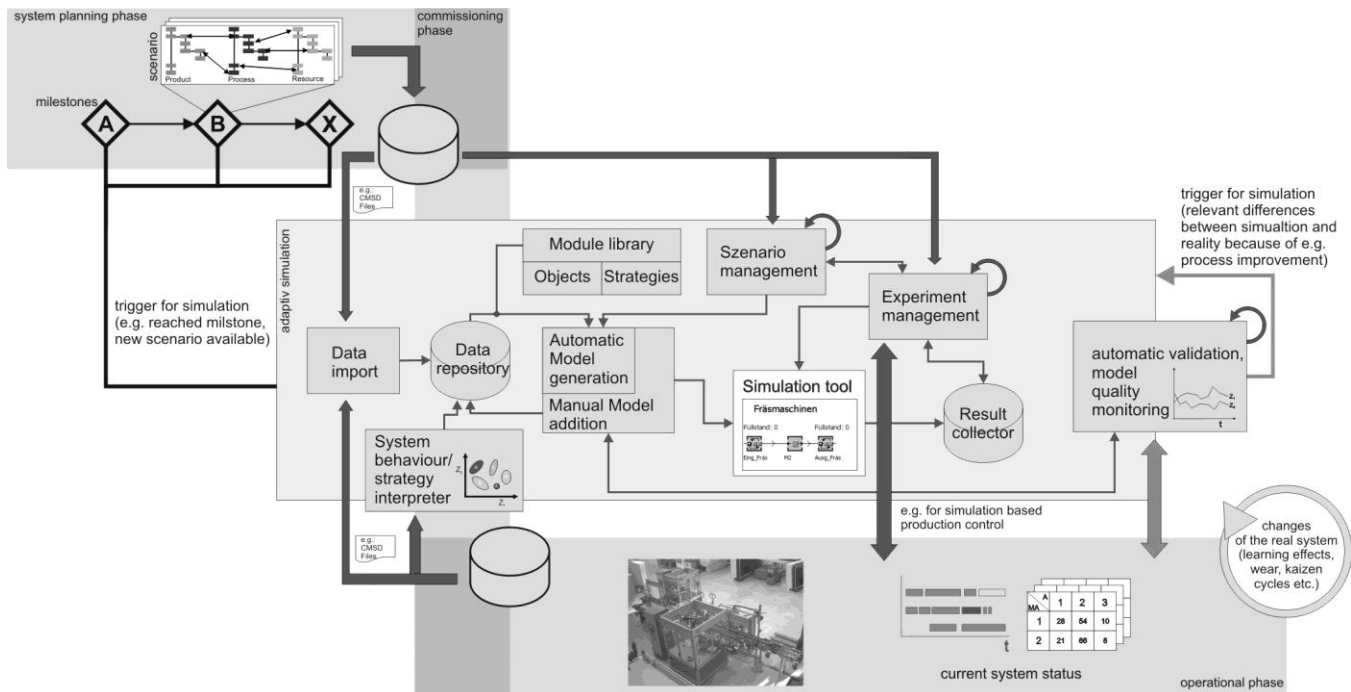 system planning phase
commissioning
phase
scenario
Product
Process
Resource
milestones
A
B
X
e.g.:
CMSD
Files
trigger for simulation
(relevant differences
between simualtion and
reality because of e.g.
process improvement)
adaptiv simulation
Module library
Objects
Strategies
Szenario
management
Experiment
management
trigger for simulation
(e.g. reached milstone,
new scenario available)
Data
import
Data
repository
Automatic
Model
generation
Manual Model
addition
Simulation tool
Fräsmaschinen
Füllstand: 0
Füllstand: 0
Eing_Fräs
M2
Ausg_Fräs
Result
collector
automatic validation,
model
quality
monitoring
t
System
behaviour/
strategy
interpreter
e.g.:
CMSD
Files
e.g. for simulation based
production control
changes
of the real system
(learning effects,
wear, kaizen
cycles etc.)
t
A
MA
1 2 3
1 28 54 10
2 21 66 8
current system status
operational phase